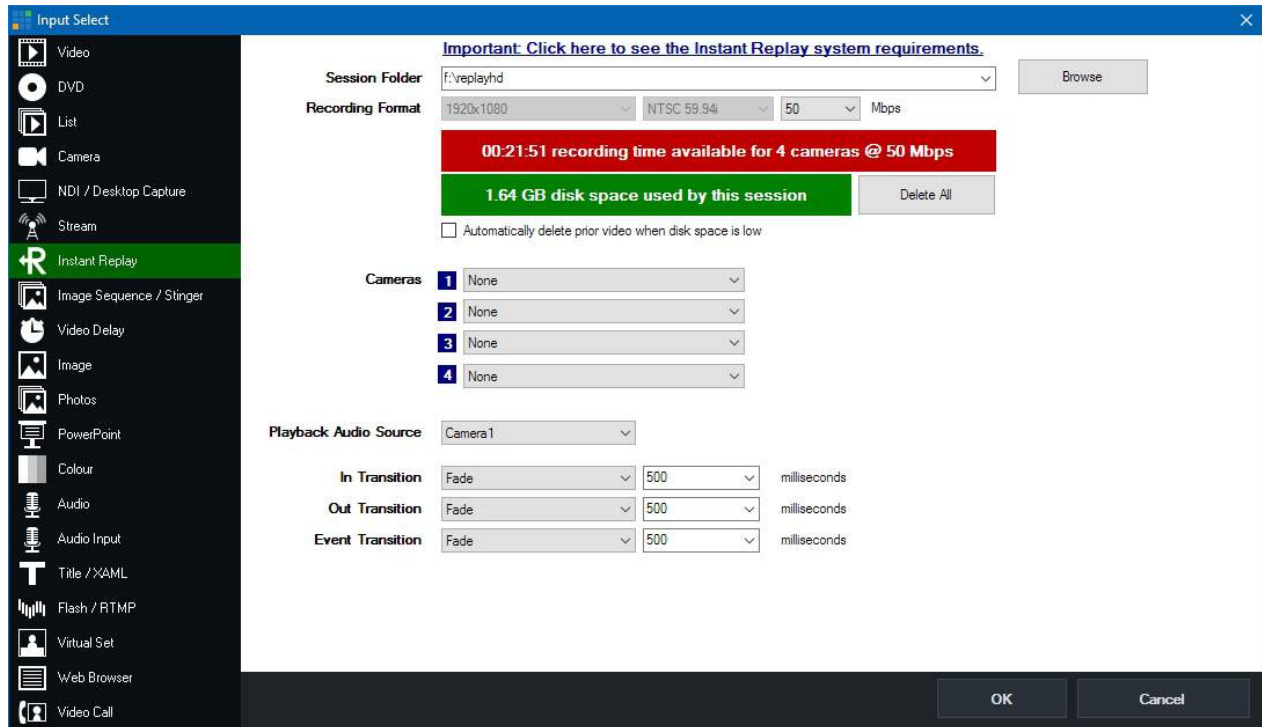 Input Select
Video
DVD
List
Camera
NDI / Desktop Capture
Stream
Instant Replay
Image Sequence / Stinger
Video Delay
Image
Photos
PowerPoint
Colour
Audio
Audio Input
Title / XAML
Flash / RTMP
Virtual Set
Web Browser
Video Call
Important: Click here to see the Instant Replay system requirements.
Session Folder f:\replayhd Browse
Recording Format 1920x1080 NTSC 59.94i 50 Mbps
00:21:51 recording time available for 4 cameras @ 50 Mbps
1.64 GB disk space used by this session Delete All
Automatically delete prior video when disk space is low
Cameras 1 None
2 None
3 None
4 None
Playback Audio Source Camera1
In Transition Fade 500 milliseconds
Out Transition Fade 500 milliseconds
Event Transition Fade 500 milliseconds
OK Cancel